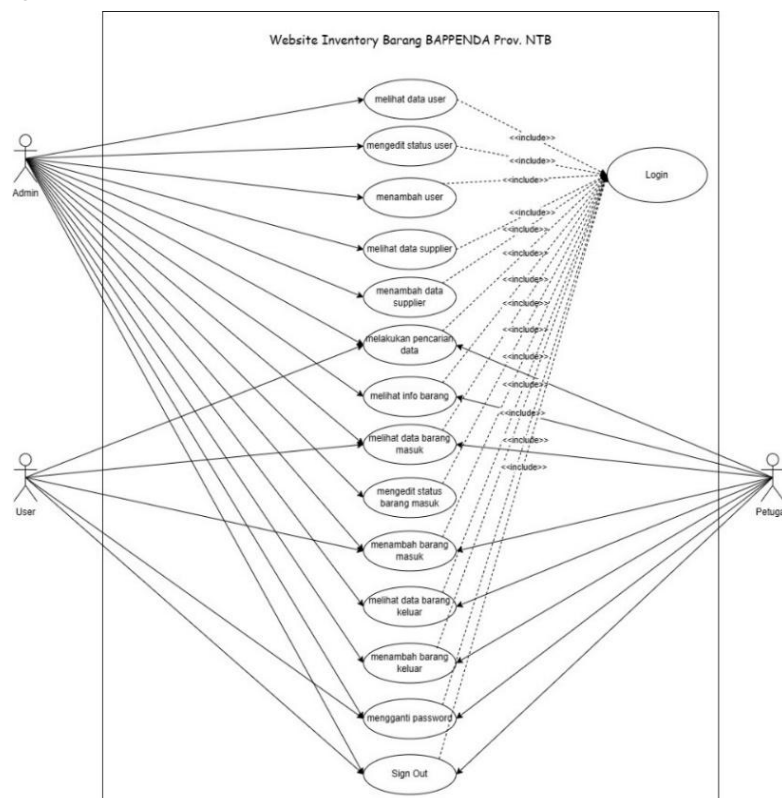 Website Inventory Barang BAPPENDA Prov. NTB
melihat data user
<<include>>
mengedit status user
<<include>>
Admin
menambah user
<<include>>
Login
<<include>>
melihat data supplier
<<include>>
<<include>>
menambah data
supplier
<<include>>
<<include>>
melakukan pencarian
data
<<include>>
<<include>>
melihat info barang
<<include>>
<<include>>
melihat data barang
masuk
<<include>>
<<include>>
mengedit status
barang masuk
User
Petuga
menambah barang
masuk
melihat data barang
keluar
menambah barang
keluar
mengganti password
Sign Out